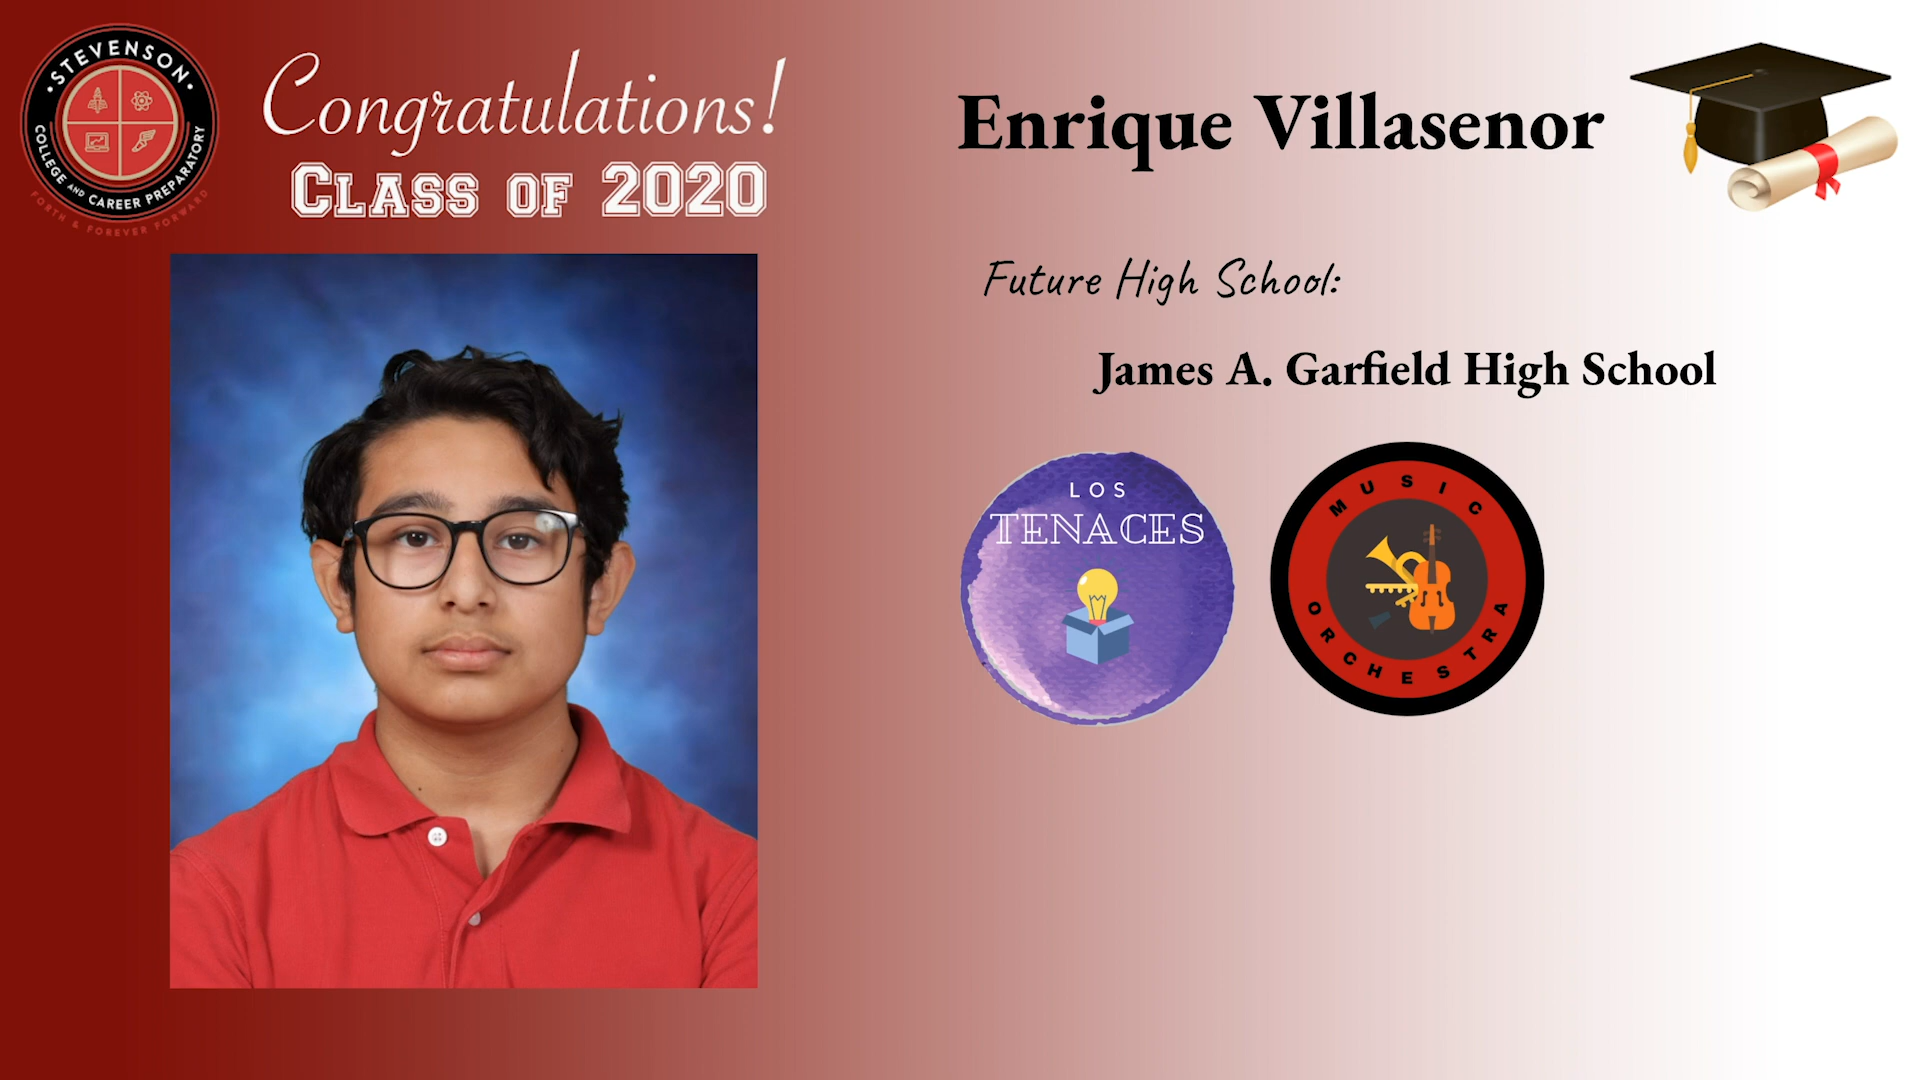 STEVENSON
COLLEGE AND CAREER PREPARATORY
FORTH & FOREVER FORWARD
Congratulations!
CLASS OF 2020
Enrique Villasenor
Future High School:
James A. Garfield High School
LOS
TENACES
MUSIC
ORCHESTRA